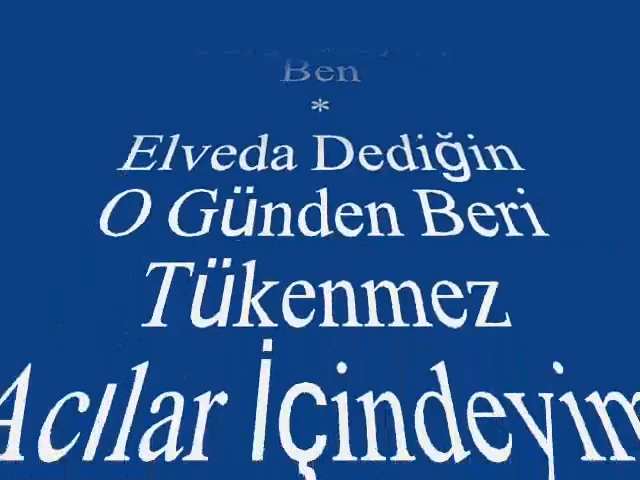 Ben
*
Elveda Dediğin
O Günden Beri
Tükenmez
Acılar İçindeyim